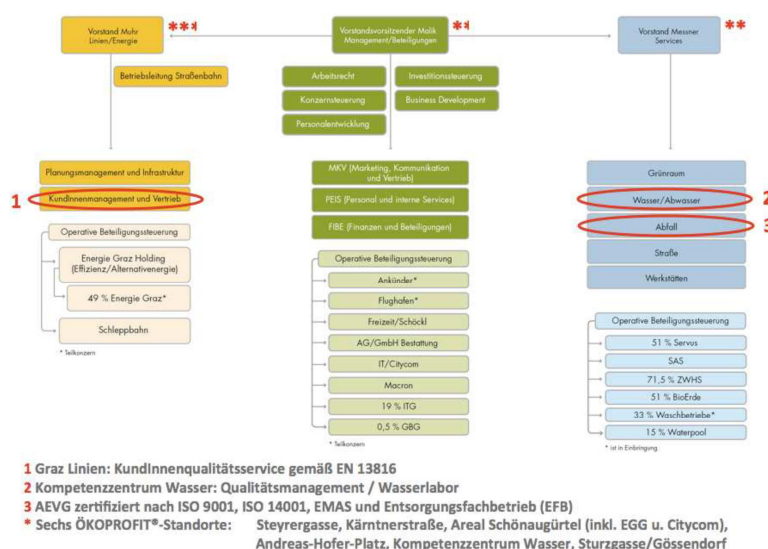 Vorstand Muhr
Linien/Energie
***
Betriebsleitung Straßenbahn
Planungsmanagement und Infrastruktur
1
KundInnenmanagement und Vertrieb
Operative Beteiligungssteuerung
Energie Graz Holding
(Effizienz/Alternativenergie)
49 % Energie Graz*
Schleppbahn
* Teilkonzern
Vorstandsvorsitzender Malik
Management/Beteiligungen
**
Arbeitsrecht
Investitionssteuerung
Konzernsteuerung
Business Development
Personalentwicklung
MKV (Marketing, Kommunikation
und Vertrieb)
PEIS (Personal und interne Services)
FIBE (Finanzen und Beteiligungen)
Operative Beteiligungssteuerung
Ankünder*
Flughafen*
Freizeit/Schöckl
AG/GmbH Bestattung
IT/Citycom
Macron
19 % ITG
0,5 % GBG
* Teilkonzern
Vorstand Messner
Services
**
Grünraum
Wasser/Abwasser
2
Abfall
3
Straße
Werkstätten
Operative Beteiligungssteuerung
51 % Servus
SAS
71,5 % ZWHS
51 % BioErde
33 % Waschbetriebe*
15 % Waterpool
* ist in Einbringung
1 Graz Linien: KundInnenqualitätsservice gemäß EN 13816
2 Kompetenzzentrum Wasser: Qualitätsmanagement / Wasserlabor
3 AEVG zertifiziert nach ISO 9001, ISO 14001, EMAS und Entsorgungsfachbetrieb (EFB)
* Sechs ÖKOPROFIT®-Standorte: Steyrergasse, Kärntnerstraße, Areal Schönaugürtel (inkl. EGG u. Citycom),
Andreas-Hofer-Platz, Kompetenzzentrum Wasser, Sturzgasse/Gössendorf